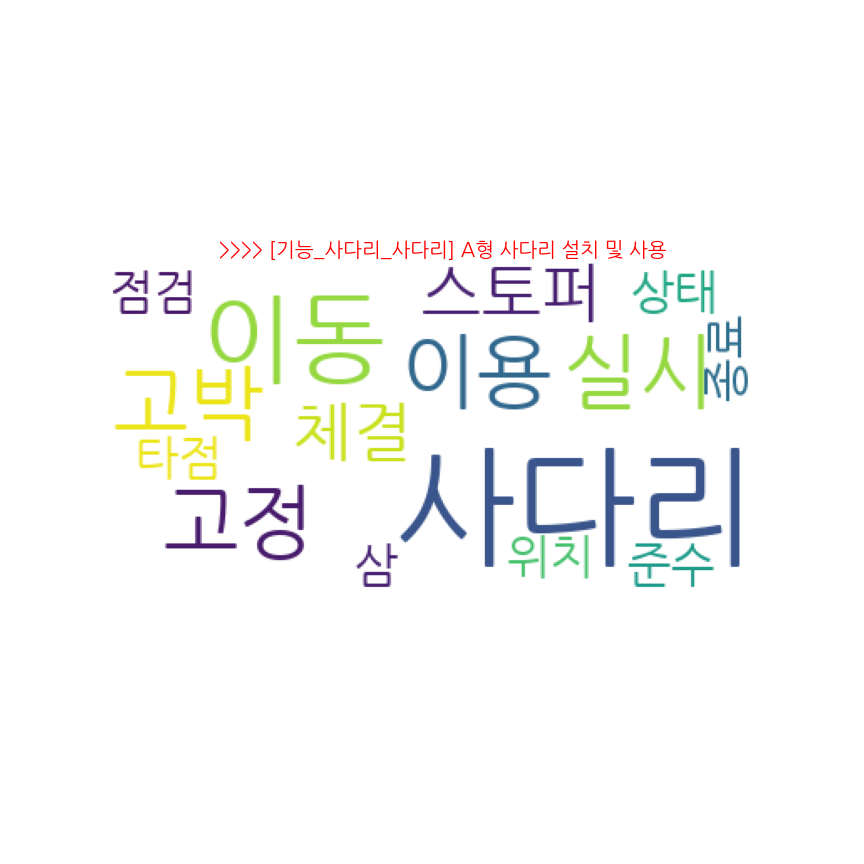 >>>> [기능_사다리_사다리] A형 사다리 설치 및 사용
점검
스토퍼
상태
이동
이용
실시
고박
체결
타점
사다리
고정
삼
위치
준수